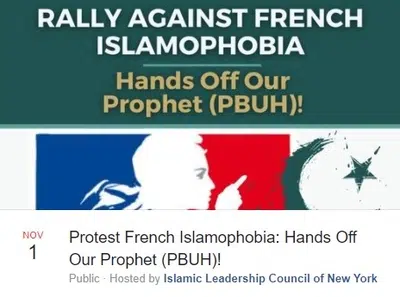 RALLY AGAINST FRENCH
ISLAMOPHOBIA
Hands Off Our
Prophet (PBUH)!
NOV
1
Protest French Islamophobia: Hands Off
Our Prophet (PBUH)!
Public · Hosted by Islamic Leadership Council of New York